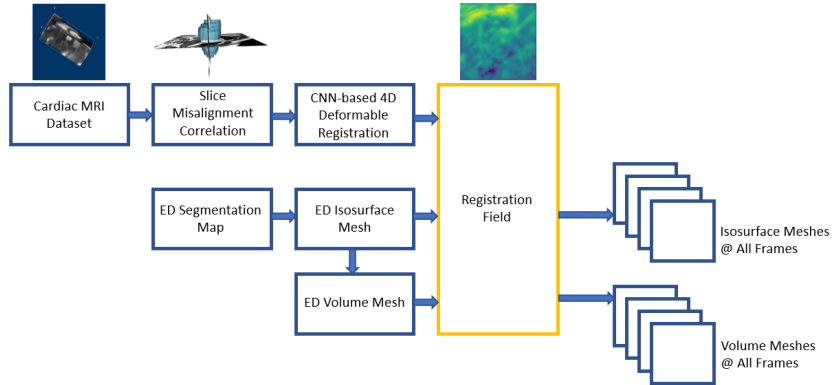 Cardiac MRI
Dataset
Slice
Misalignment
Correlation
CNN-based 4D
Deformable
Registration
ED Segmentation
Map
ED Isosurface
Mesh
ED Volume Mesh
Registration
Field
Isosurface Meshes
@ All Frames
Volume Meshes
@ All Frames